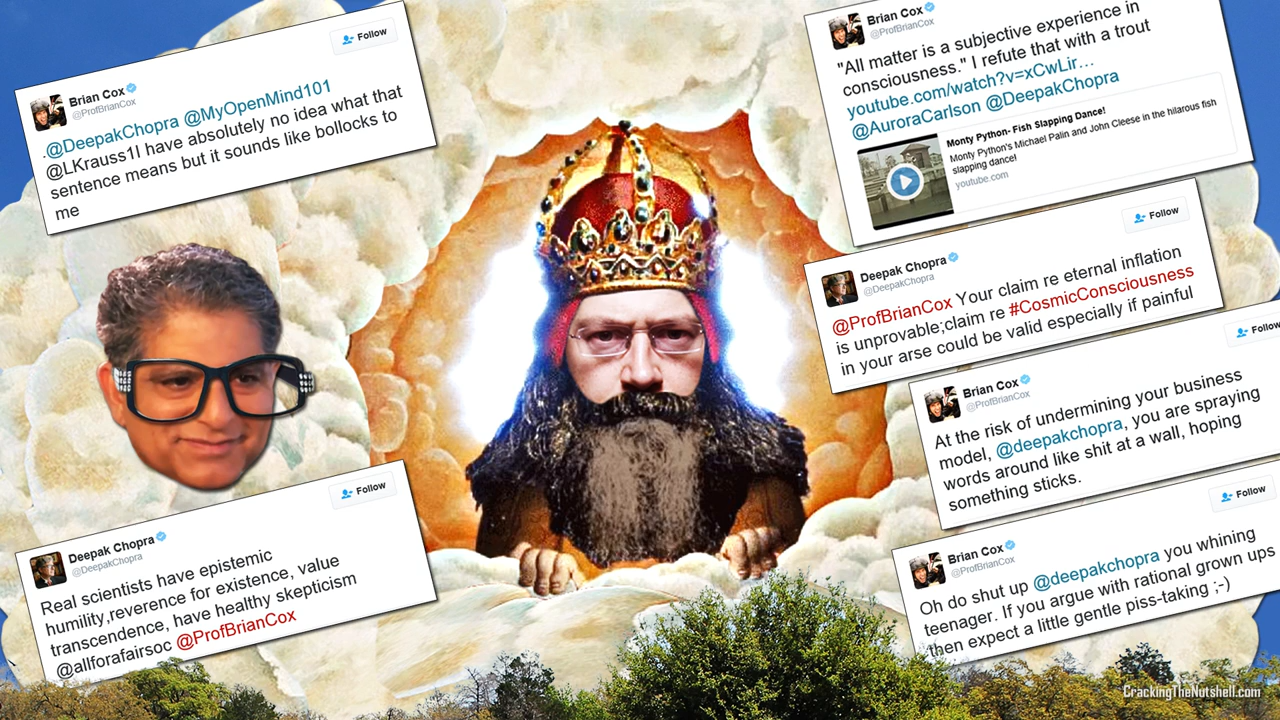 Follow
Brian Cox
@ProfBrianCox
.@DeepakChopra @MyOpenMind101
@LKrauss1I have absolutely no idea what that
sentence means but it sounds like bollocks to
me
Follow
Deepak Chopra
@DeepakChopra
Real scientists have epistemic
humility,reverence for existence, value
transcendence, have healthy skepticism
@allforafairsoc @ProfBrianCox
Brian Cox
@ProfBrianCox
"All matter is a subjective experience in
consciousness." I refute that with a trout
youtube.com/watch?v=xCwLir…
@AuroraCarlson @DeepakChopra
Monty Python- Fish Slapping Dance!
Monty Python's Michael Palin and John Cleese in the hilarous fish
slapping dance!
youtube.com
Follow
Deepak Chopra
@DeepakChopra
@ProfBrianCox Your claim re eternal inflation
is unprovable;claim re #CosmicConsciousness
in your arse could be valid especially if painful
Follow
Brian Cox
@ProfBrianCox
At the risk of undermining your business
model, @deepakchopra, you are spraying
words around like shit at a wall, hoping
something sticks.
Follow
Brian Cox
@ProfBrianCox
Oh do shut up @deepakchopra you whining
teenager. If you argue with rational grown ups
then expect a little gentle piss-taking ;-)
CrackingTheNutshell.com